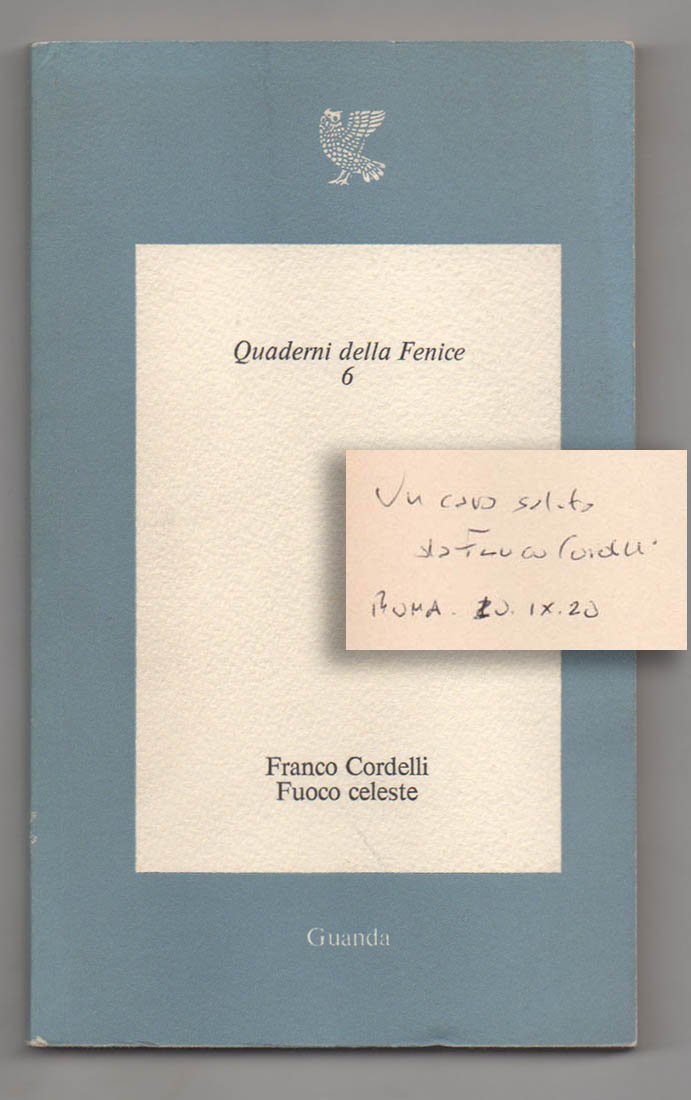 Quaderni della Fenice
6
Un caro saluto
da Franco Cordelli
ROMA. 20.IX.20
Franco Cordelli
Fuoco celeste
Guanda